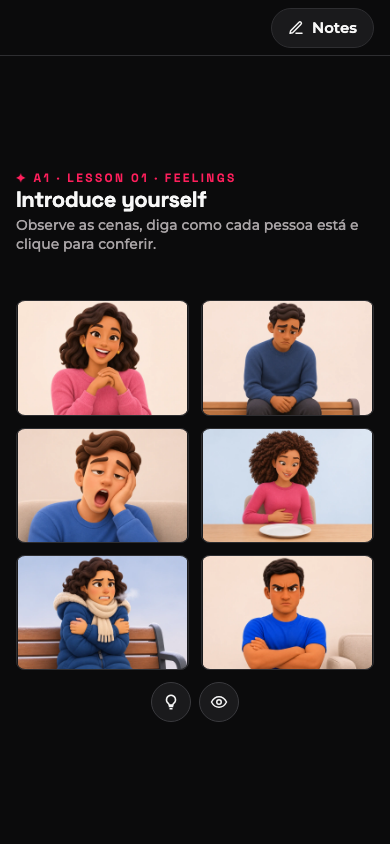 Notes
✦ A1 · LESSON 01 · FEELINGS
Introduce yourself
Observe as cenas, diga como cada pessoa está e
clique para conferir.